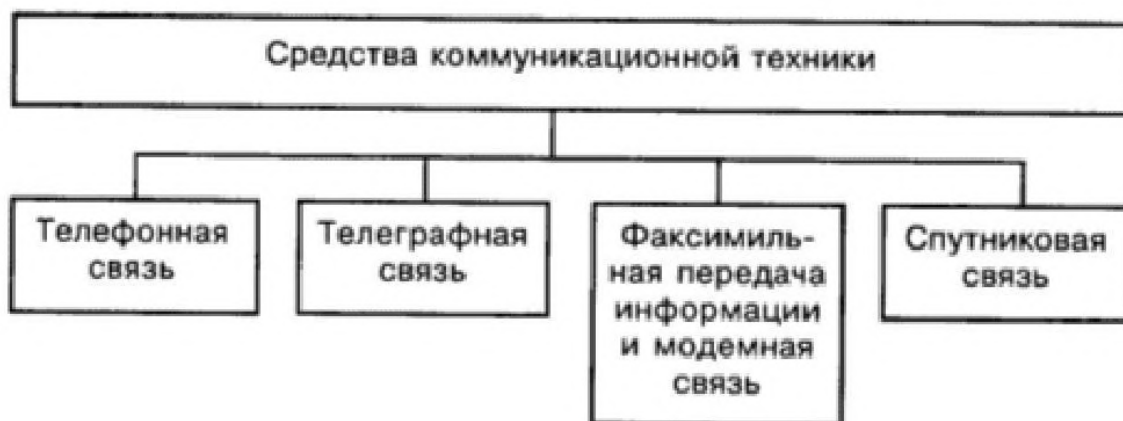 Средства коммуникационной техники
Телефонная
связь
Телеграфная
связь
Факсимиль-
ная передача
информации
и модемная
связь
Спутниковая
связь